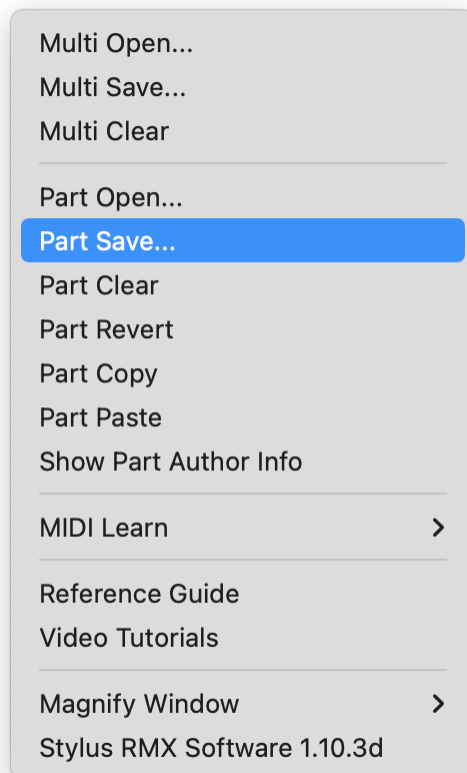 Multi Open...
Multi Save...
Multi Clear
Part Open...
Part Save...
Part Clear
Part Revert
Part Copy
Part Paste
Show Part Author Info
MIDI Learn
Reference Guide
Video Tutorials
Magnify Window
Stylus RMX Software 1.10.3d